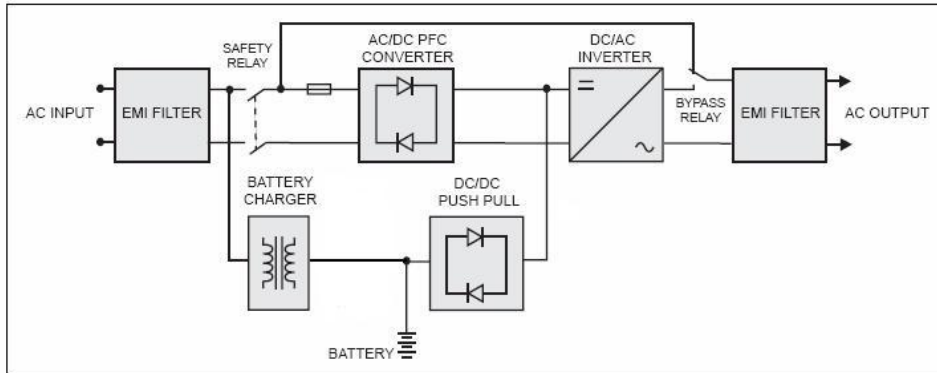 SAFETY
RELAY
AC/DC PFC
CONVERTER
DC/AC
INVERTER
AC INPUT
EMI FILTER
BYPASS
RELAY
EMI FILTER
AC OUTPUT
BATTERY
CHARGER
DC/DC
PUSH PULL
BATTERY